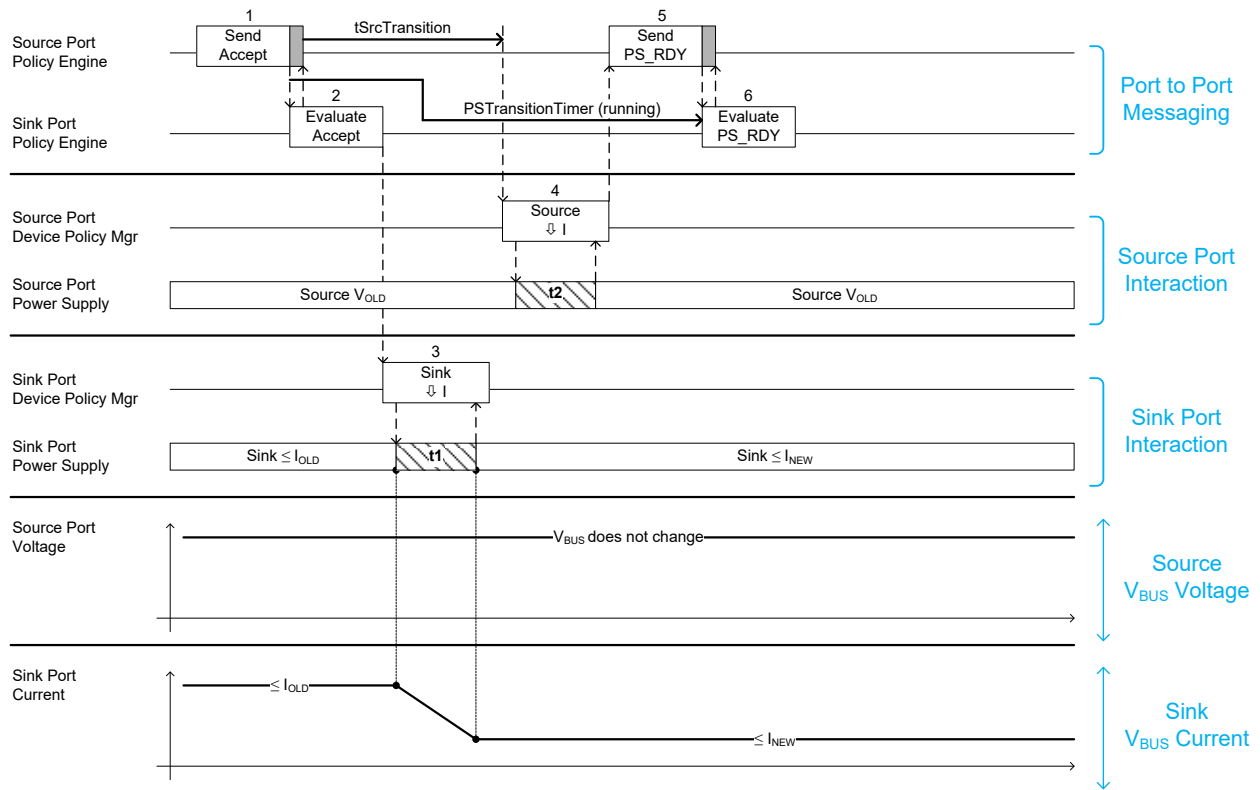 1
5
Source Port
Policy Engine
Send
Accept
tSrcTransition
Send
PS_RDY
2
6
Sink Port
Policy Engine
Evaluate
Accept
PSTransitionTimer (running)
Evaluate
PS_RDY
Port to Port
Messaging
4
Source Port
Device Policy Mgr
Source
⇩ I
Source Port
Power Supply
Source VOLD
t2
Source VOLD
Source Port
Interaction
3
Sink Port
Device Policy Mgr
Sink
⇩ I
Sink Port
Power Supply
Sink ≤ IOLD
t1
Sink ≤ INEW
Sink Port
Interaction
Source Port
Voltage
VBUS does not change
Source
VBUS Voltage
Sink Port
Current
≤ IOLD
≤ INEW
Sink
VBUS Current